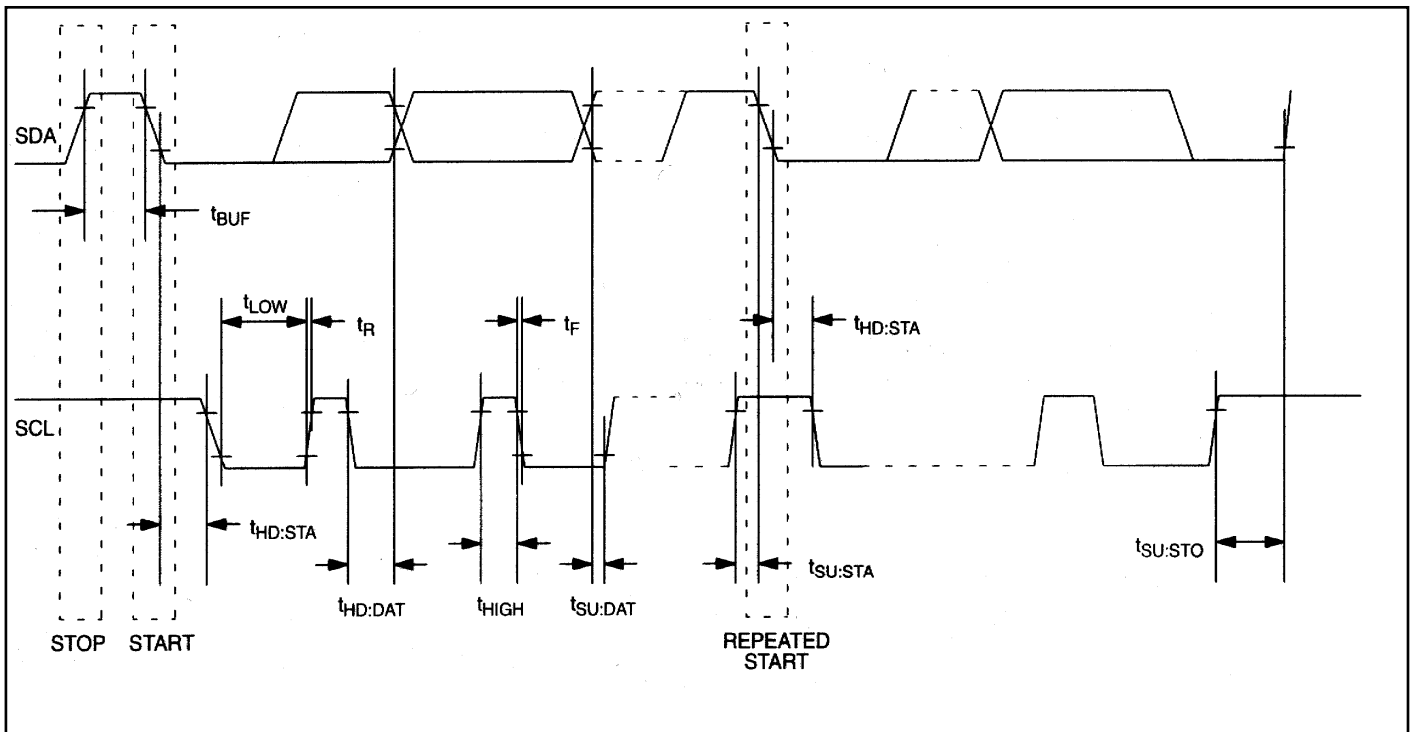 SDA
tBUF
tLOW
tR
tF
tHD:STA
SCL
tHD:STA
tSU:STA
tSU:STO
tHD:DAT
tHIGH
tSU:DAT
STOP
START
REPEATED
START